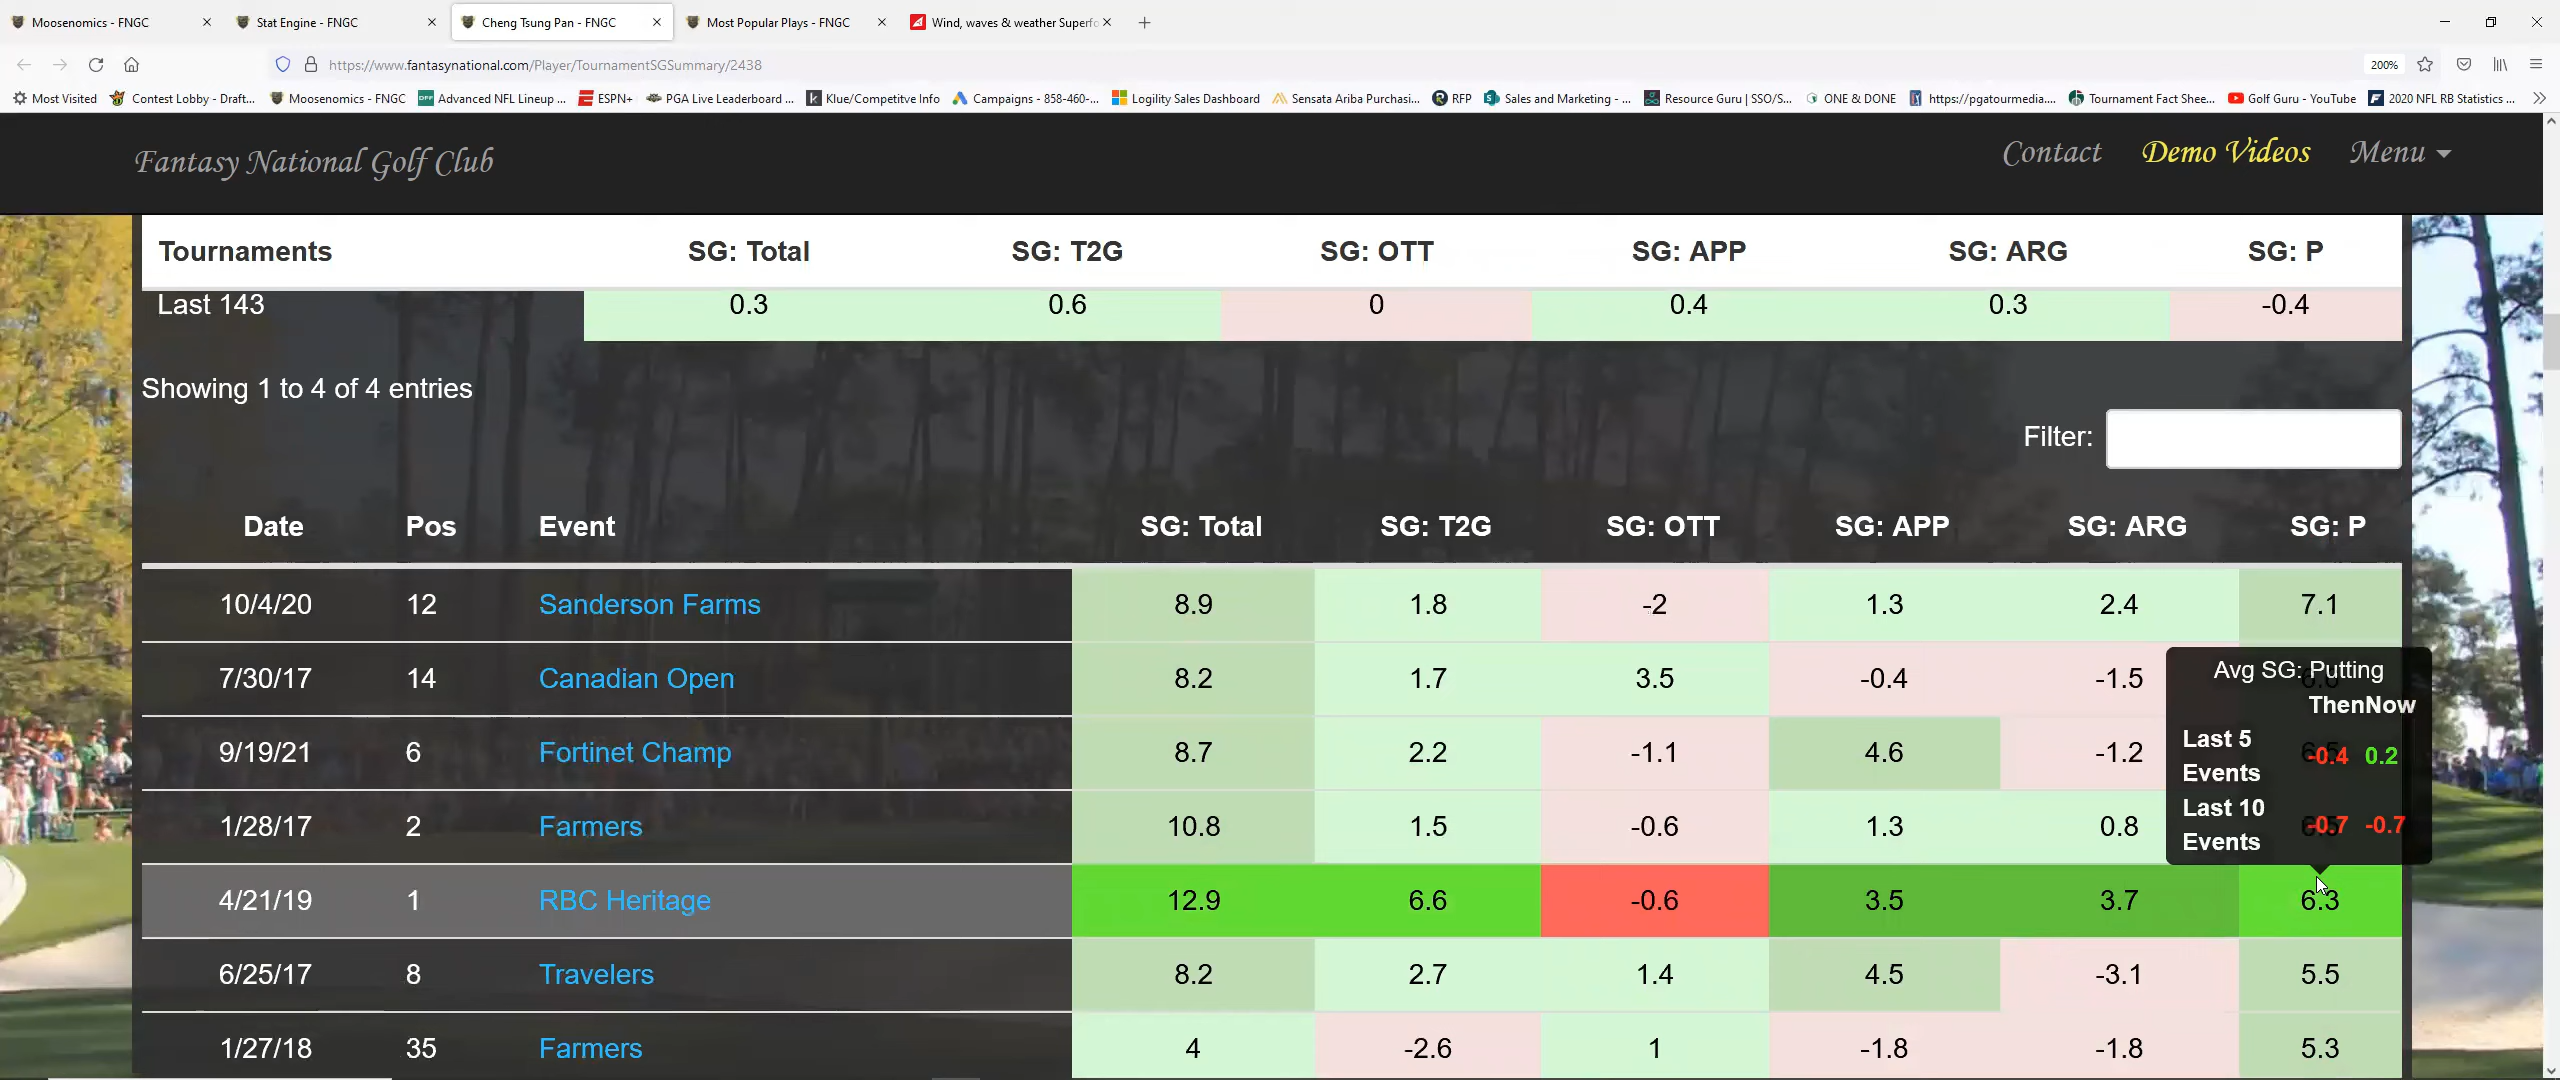 Moosenomics - FNGC
Stat Engine - FNGC
Cheng Tsung Pan - FNGC
Most Popular Plays - FNGC
Wind, waves & weather Superfo
https://www.fantasynational.com/Player/TournamentSGSummary/2438
200%
Most Visited Contest Lobby - Draft... Moosenomics - FNGC Advanced NFL Lineup ... ESPN+ PGA Live Leaderboard ... Klue/Competitve Info Campaigns - 858-460-... Logility Sales Dashboard Sensata Ariba Purchasi... RFP Sales and Marketing - ... Resource Guru | SSO/S... ONE & DONE https://pgatourmedia.... Tournament Fact Shee... Golf Guru - YouTube 2020 NFL RB Statistics ...
Fantasy National Golf Club
Contact Demo Videos Menu
Tournaments SG: Total SG: T2G SG: OTT SG: APP SG: ARG SG: P
Last 143 0.3 0.6 0 0.4 0.3 -0.4
Showing 1 to 4 of 4 entries
Filter:
Date Pos Event SG: Total SG: T2G SG: OTT SG: APP SG: ARG SG: P
10/4/20 12 Sanderson Farms 8.9 1.8 -2 1.3 2.4 7.1
7/30/17 14 Canadian Open 8.2 1.7 3.5 -0.4 -1.5
9/19/21 6 Fortinet Champ 8.7 2.2 -1.1 4.6 -1.2
1/28/17 2 Farmers 10.8 1.5 -0.6 1.3 0.8
4/21/19 1 RBC Heritage 12.9 6.6 -0.6 3.5 3.7 6.3
6/25/17 8 Travelers 8.2 2.7 1.4 4.5 -3.1 5.5
1/27/18 35 Farmers 4 -2.6 1 -1.8 -1.8 5.3
Avg SG: Putting
ThenNow
Last 5 Events -0.4 0.2
Last 10 Events -0.7 -0.7